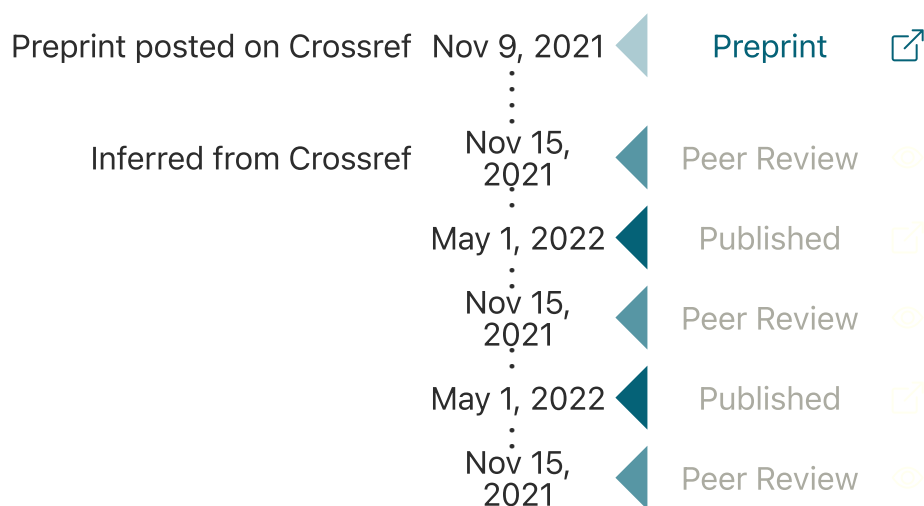 Preprint posted on Crossref Nov 9, 2021 Preprint
Inferred from Crossref Nov 15, 2021 Peer Review
May 1, 2022 Published
Nov 15, 2021 Peer Review
May 1, 2022 Published
Nov 15, 2021 Peer Review